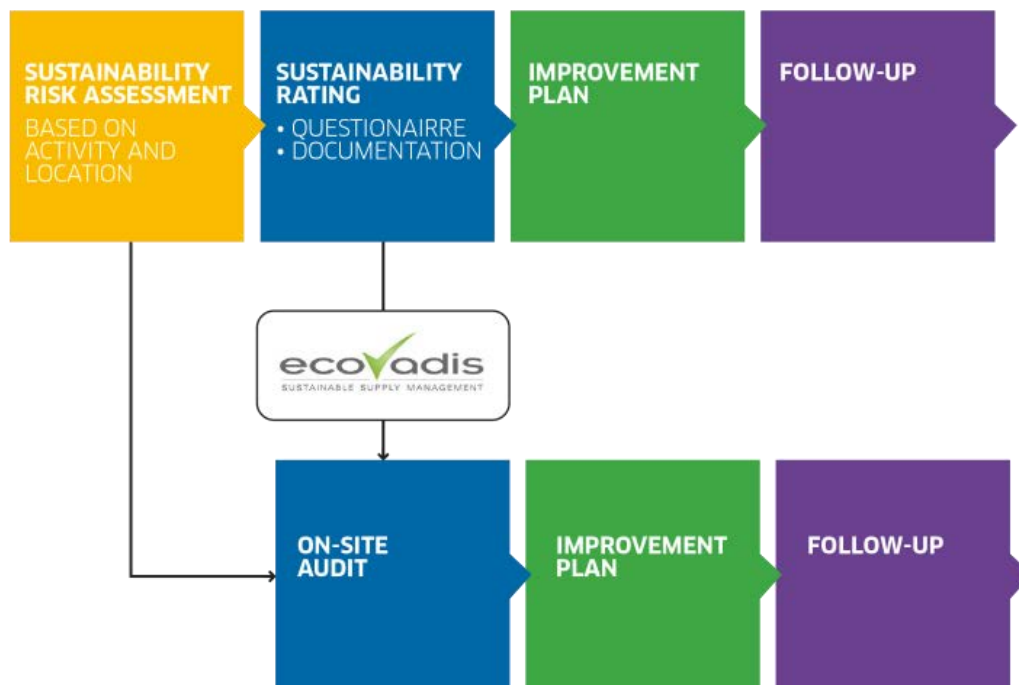 SUSTAINABILITY
RISK ASSESSMENT
BASED ON
ACTIVITY AND
LOCATION
SUSTAINABILITY
RATING
• QUESTIONAIRRE
• DOCUMENTATION
IMPROVEMENT
PLAN
FOLLOW-UP
ecovadis
SUSTAINABLE SUPPLY MANAGEMENT
ON-SITE
AUDIT
IMPROVEMENT
PLAN
FOLLOW-UP